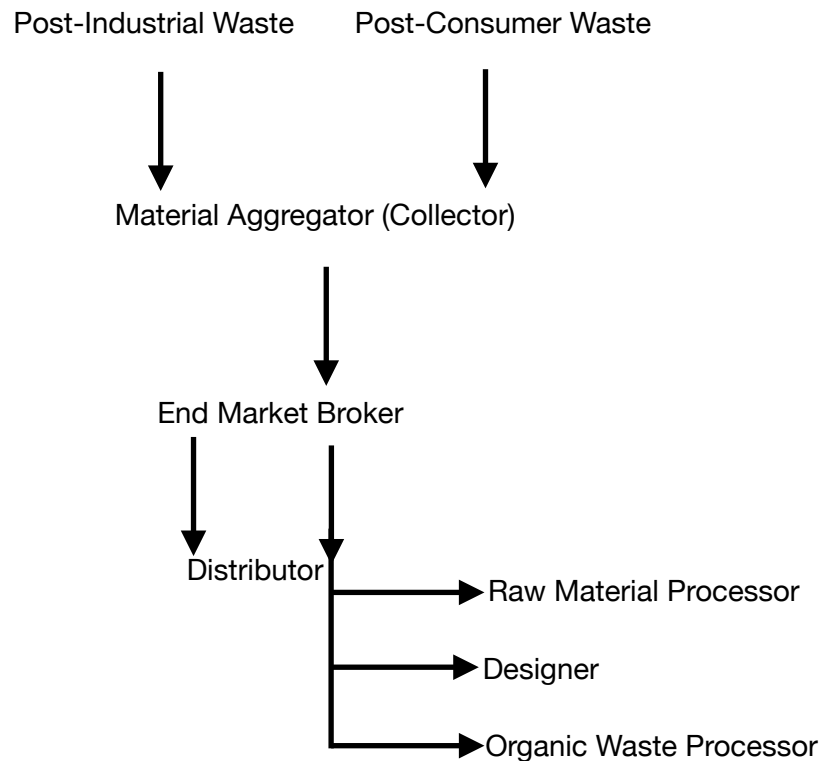 Post-Industrial Waste
Post-Consumer Waste
Material Aggregator (Collector)
End Market Broker
Distributor
Raw Material Processor
Designer
Organic Waste Processor